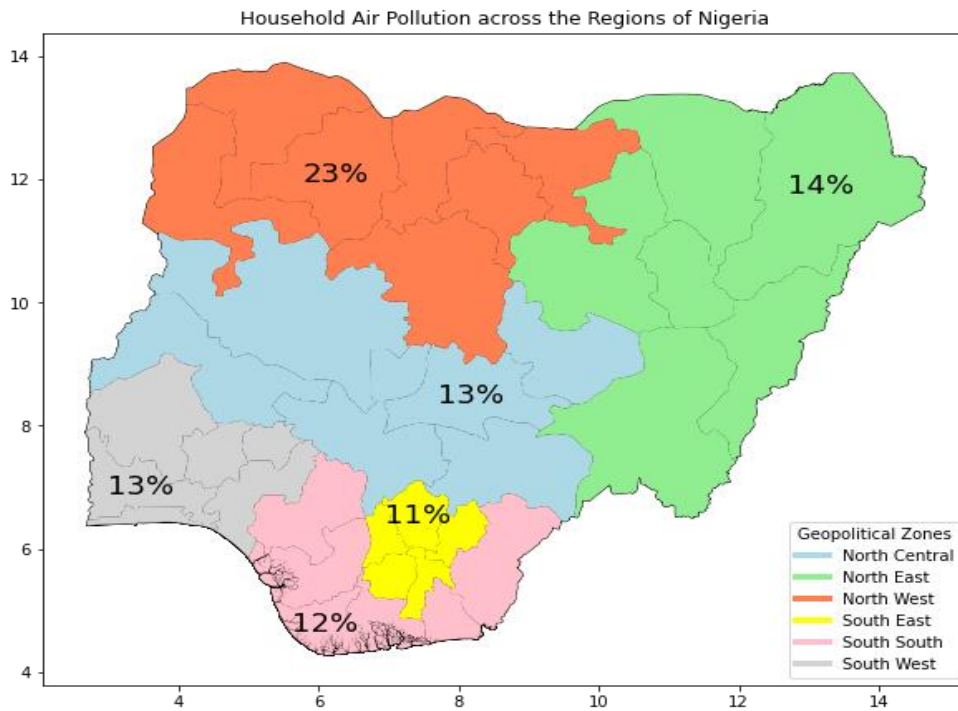 Household Air Pollution across the Regions of Nigeria
14
12
10
8
6
4
23%
14%
13%
13%
11%
12%
Geopolitical Zones
North Central
North East
North West
South East
South South
South West
4
6
8
10
12
14